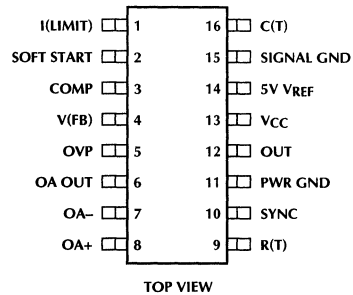 I(LIMIT) 1 16 C(T)
SOFT START 2 15 SIGNAL GND
COMP 3 14 5V VREF
V(FB) 4 13 VCC
OVP 5 12 OUT
OA OUT 6 11 PWR GND
OA– 7 10 SYNC
OA+ 8 9 R(T)
TOP VIEW